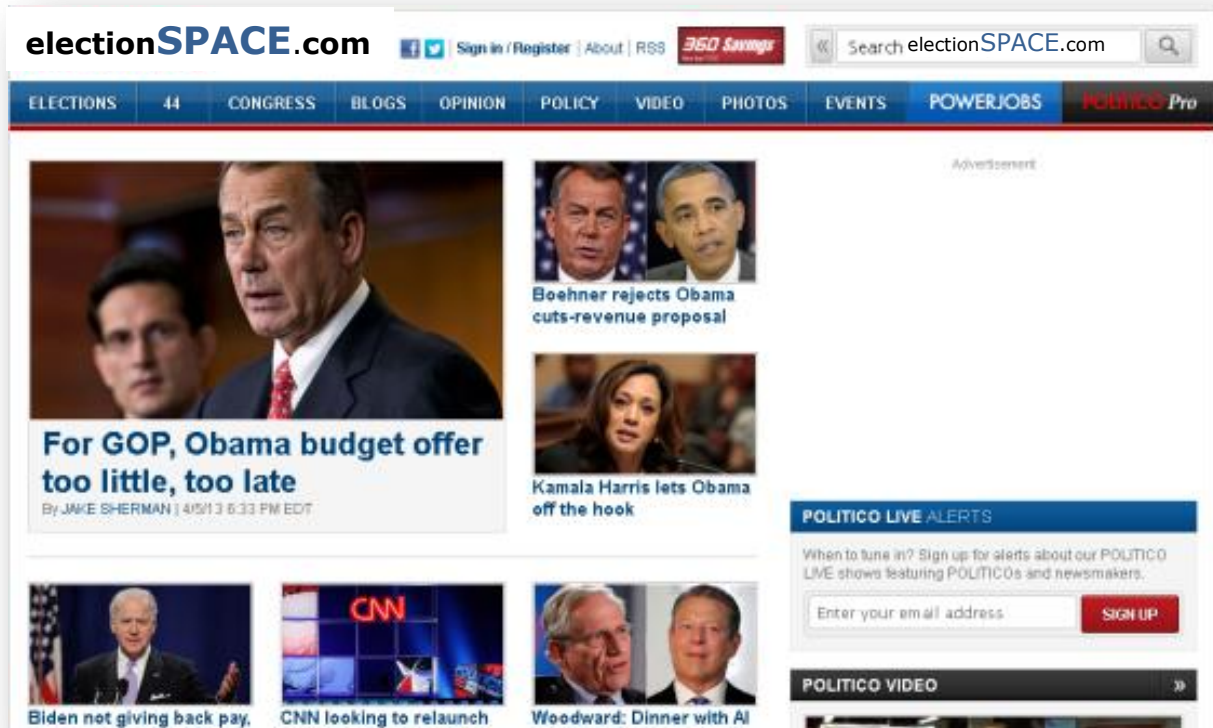 electionSPACE.com
Sign in / Register | About | RSS
360 Savings
Search electionSPACE.com
ELECTIONS 44 CONGRESS BLOGS OPINION POLICY VIDEO PHOTOS EVENTS POWERJOBS POLITICO Pro
Advertisement
Boehner rejects Obama
cuts-revenue proposal
For GOP, Obama budget offer
too little, too late
By JAKE SHERMAN | 4/5/13 6:33 PM EDT
Kamala Harris lets Obama
off the hook
POLITICO LIVE ALERTS
When to tune in? Sign up for alerts about our POLITICO
LIVE shows featuring POLITICOs and newsmakers.
Enter your email address SIGN UP
CNN
Biden not giving back pay,
CNN looking to relaunch
Woodward: Dinner with Al
POLITICO VIDEO »